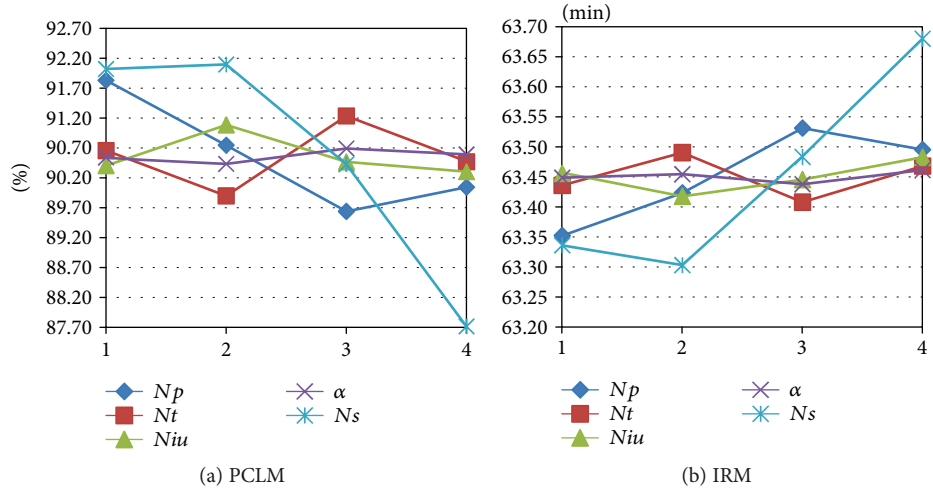 92.70
92.20
91.70
91.20
90.70
90.20
89.70
89.20
88.70
88.20
87.70
(%)
1 2 3 4
Np
Nt
Niu
α
Ns
(a) PCLM
(min)
63.70
63.65
63.60
63.55
63.50
63.45
63.40
63.35
63.30
63.25
63.20
1 2 3 4
Np
Nt
Niu
α
Ns
(b) IRM